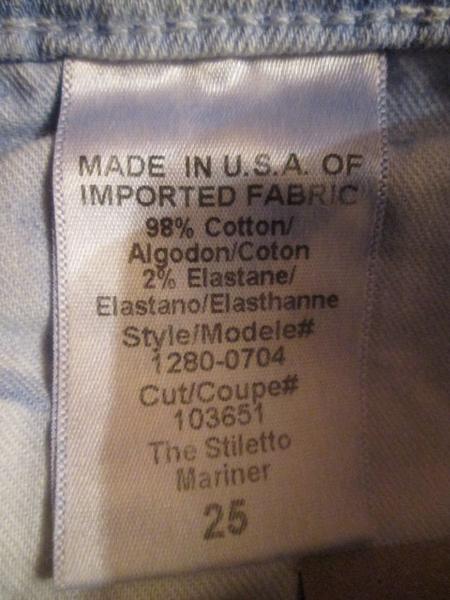 MADE IN U.S.A. OF
IMPORTED FABRIC
98% Cotton/
Algodon/Coton
2% Elastane/
Elastano/Elasthanne
Style/Modele#
1280-0704
Cut/Coupe#
103651
The Stiletto
Mariner
25